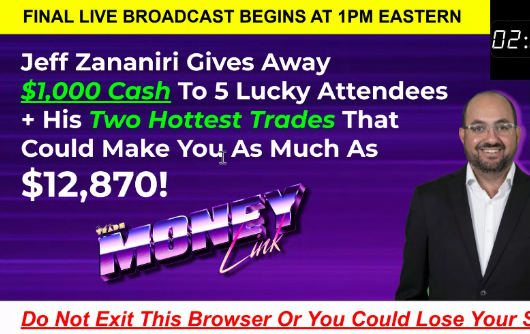 FINAL LIVE BROADCAST BEGINS AT 1PM EASTERN
02:
Jeff Zananiri Gives Away
$1,000 Cash To 5 Lucky Attendees
+ His Two Hottest Trades That
Could Make You As Much As
$12,870!
MONEY
Link
Do Not Exit This Browser Or You Could Lose Your S